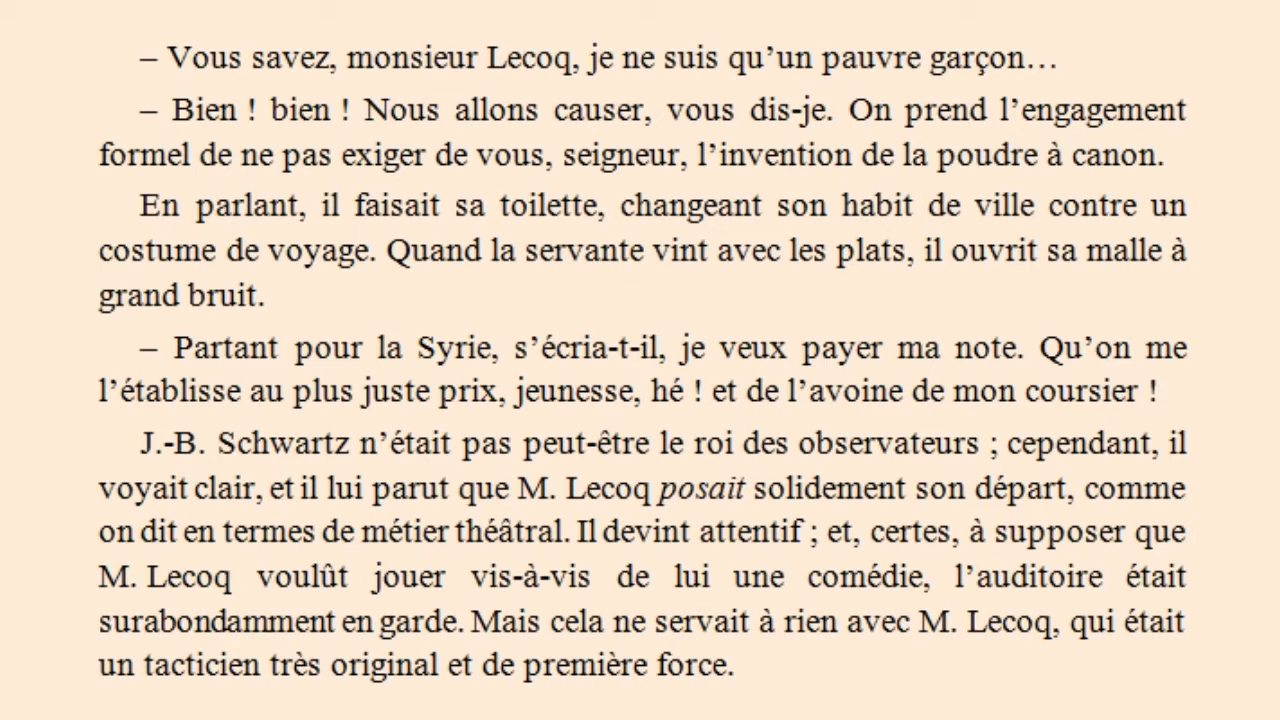 – Vous savez, monsieur Lecoq, je ne suis qu’un pauvre garçon…
– Bien ! bien ! Nous allons causer, vous dis-je. On prend l’engagement
formel de ne pas exiger de vous, seigneur, l’invention de la poudre à canon.
En parlant, il faisait sa toilette, changeant son habit de ville contre un
costume de voyage. Quand la servante vint avec les plats, il ouvrit sa malle à
grand bruit.
– Partant pour la Syrie, s’écria-t-il, je veux payer ma note. Qu’on me
l’établisse au plus juste prix, jeunesse, hé ! et de l’avoine de mon coursier !
J.-B. Schwartz n’était pas peut-être le roi des observateurs ; cependant, il
voyait clair, et il lui parut que M. Lecoq posait solidement son départ, comme
on dit en termes de métier théâtral. Il devint attentif ; et, certes, à supposer que
M. Lecoq voulût jouer vis-à-vis de lui une comédie, l’auditoire était
surabondamment en garde. Mais cela ne servait à rien avec M. Lecoq, qui était
un tacticien très original et de première force.